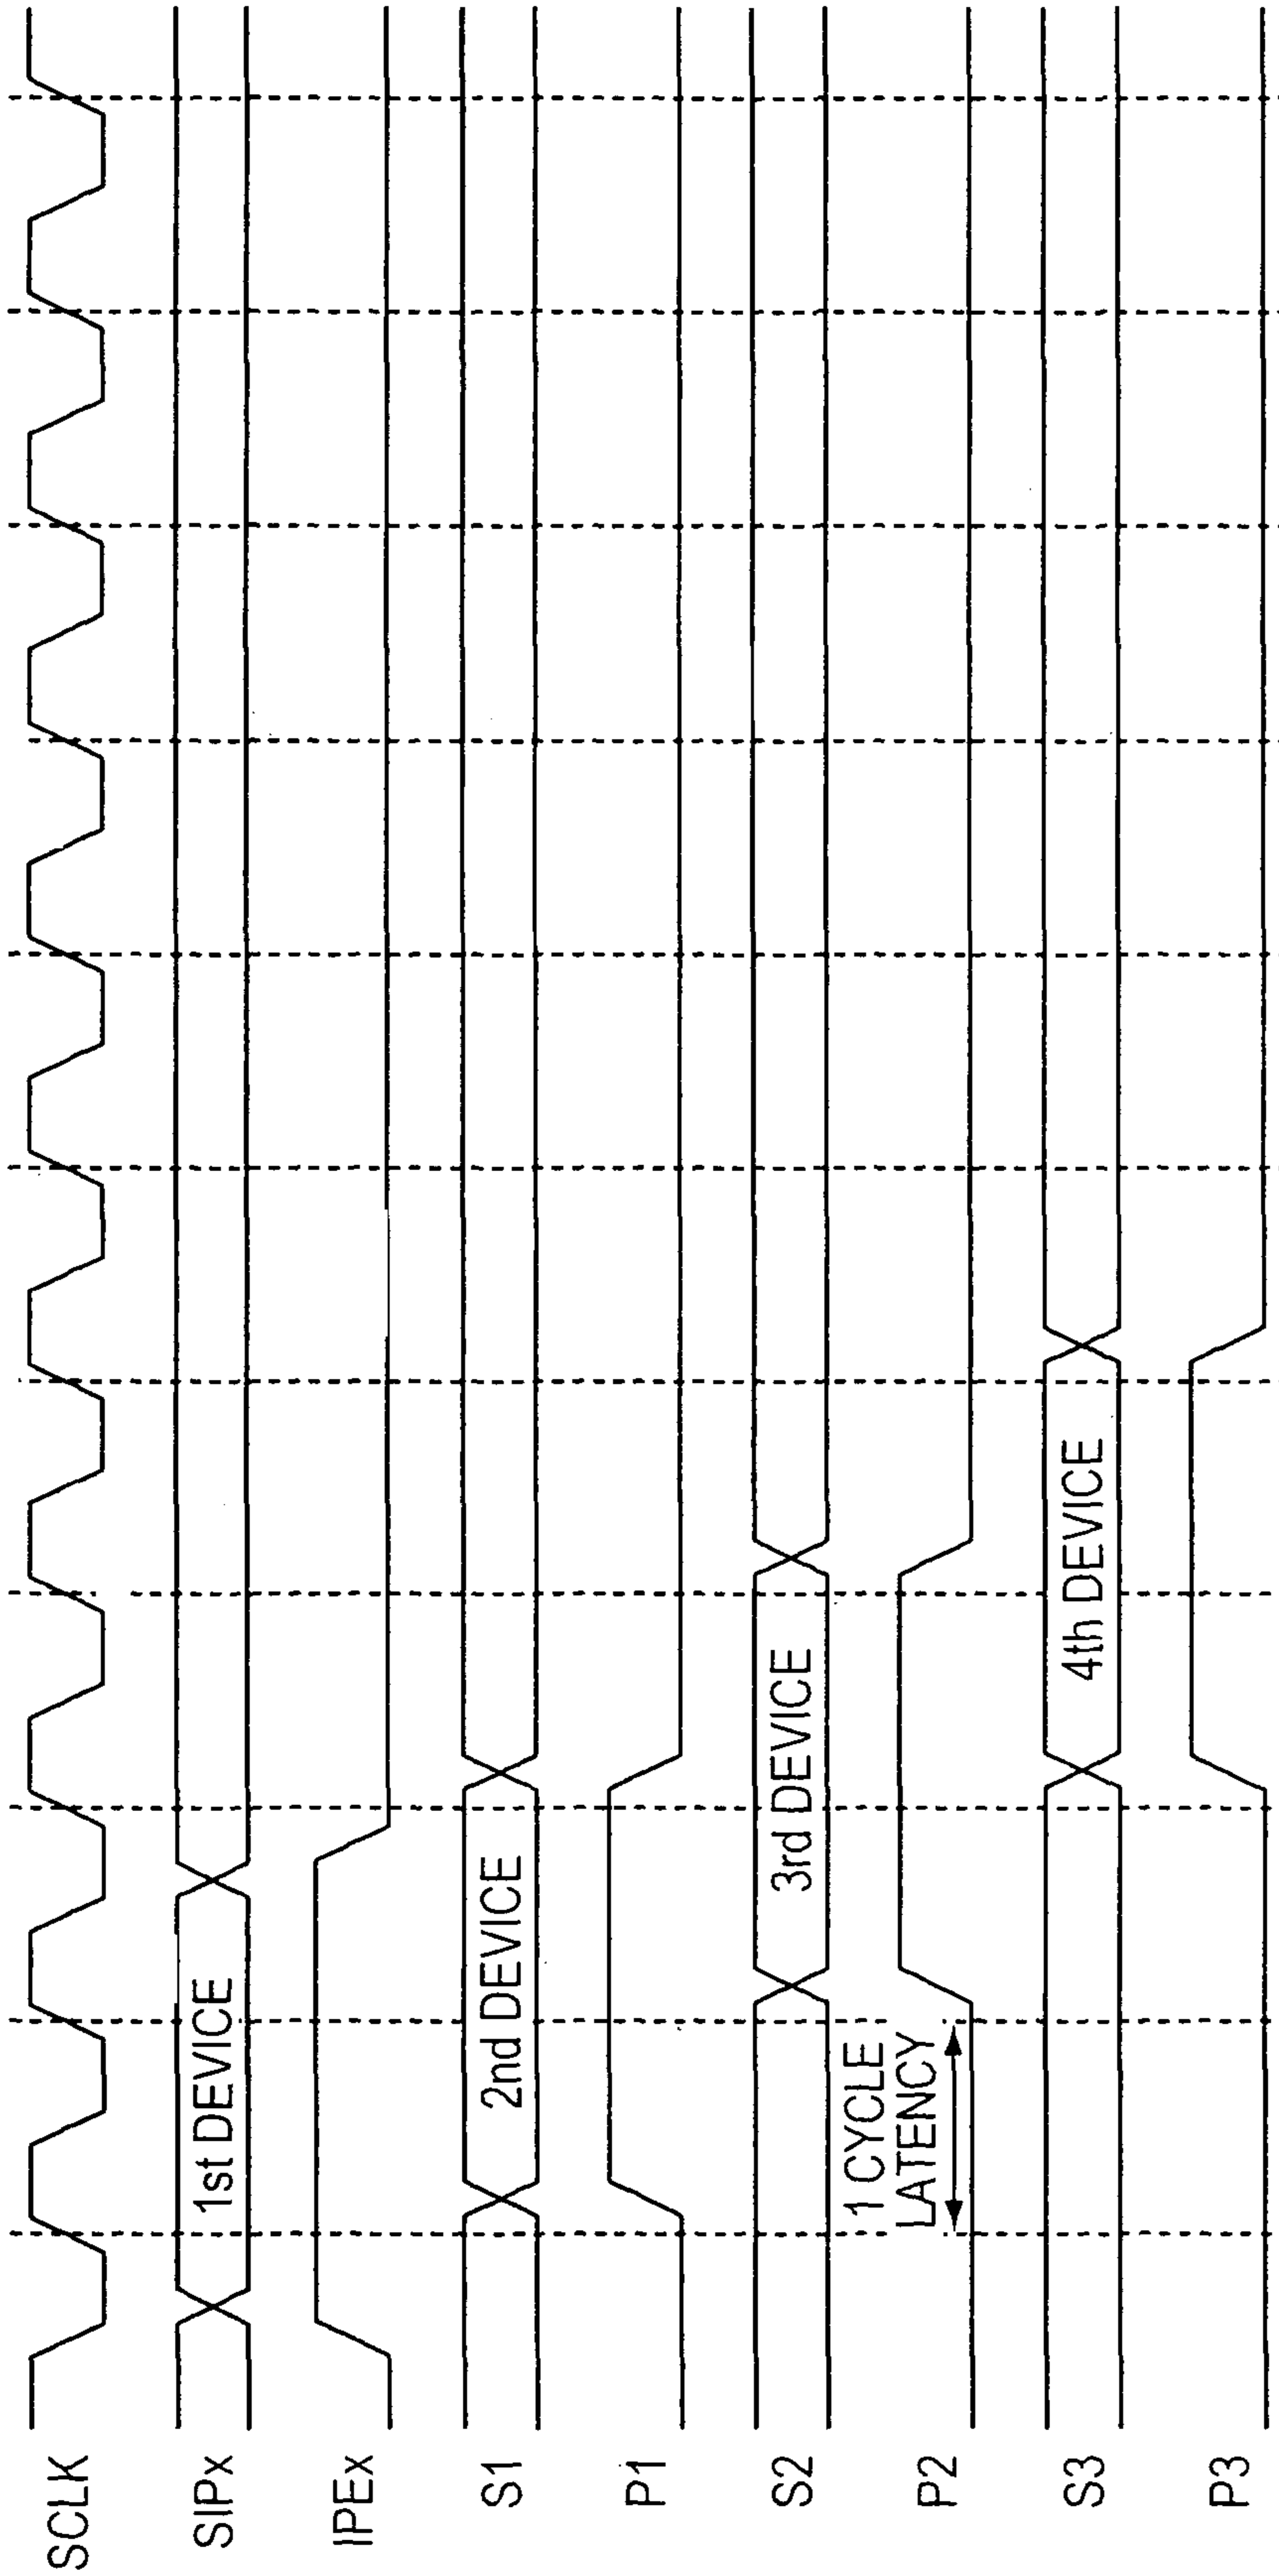 SCLK
SIPx
1st DEVICE
IPEx
S1
2nd DEVICE
P1
S2
3rd DEVICE
1 CYCLE
LATENCY
P2
S3
4th DEVICE
P3